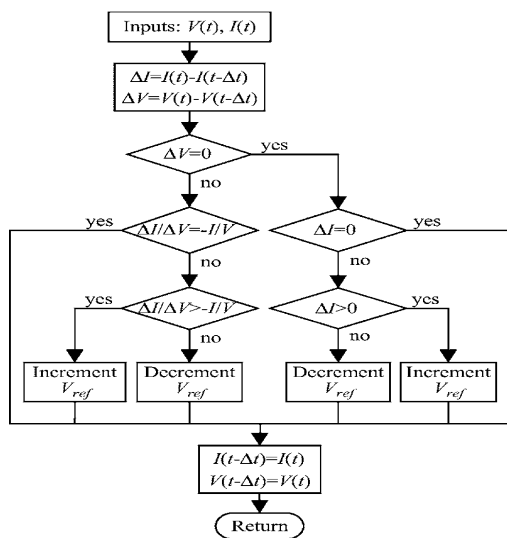 Inputs: V(t), I(t)
ΔI=I(t)-I(t-Δt)
ΔV=V(t)-V(t-Δt)
ΔV=0
yes
no
yes
ΔI/ΔV=-I/V
ΔI=0
yes
no
no
yes
ΔI/ΔV>-I/V
ΔI>0
yes
no
no
Increment
Vref
Decrement
Vref
Decrement
Vref
Increment
Vref
I(t-Δt)=I(t)
V(t-Δt)=V(t)
Return